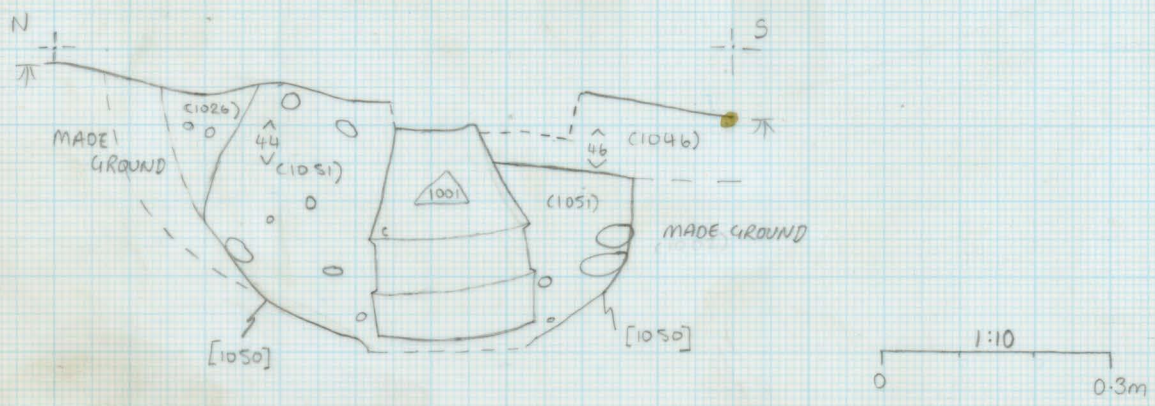 N
S
(1026)
MADE
GROUND
44
(1051)
1001
46
(1046)
(1051)
MADE GROUND
[1050]
[1050]
1:10
0
0.3m